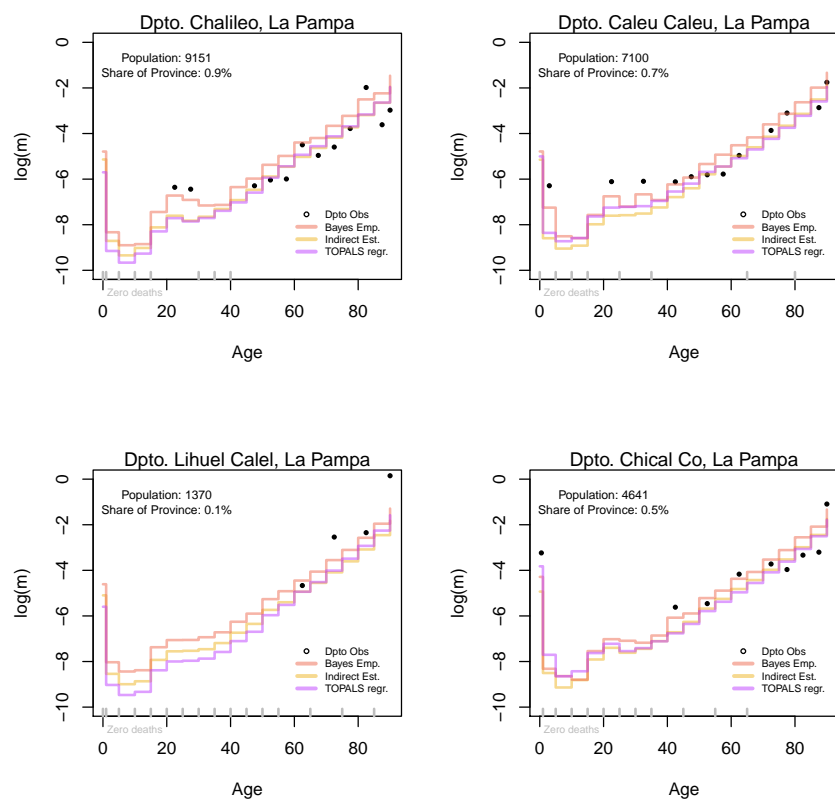 Dpto. Chalileo, La Pampa
Population: 9151
Share of Province: 0.9%
log(m)
0
−2
−4
−6
−8
−10
Dpto Obs
Bayes Emp.
Indirect Est.
TOPALS regr.
Zero deaths
0 20 40 60 80
Age
Dpto. Caleu Caleu, La Pampa
Population: 7100
Share of Province: 0.7%
log(m)
0
−2
−4
−6
−8
−10
Dpto Obs
Bayes Emp.
Indirect Est.
TOPALS regr.
Zero deaths
0 20 40 60 80
Age
Dpto. Lihuel Calel, La Pampa
Population: 1370
Share of Province: 0.1%
log(m)
0
−2
−4
−6
−8
−10
Dpto Obs
Bayes Emp.
Indirect Est.
TOPALS regr.
Zero deaths
0 20 40 60 80
Age
Dpto. Chical Co, La Pampa
Population: 4641
Share of Province: 0.5%
log(m)
0
−2
−4
−6
−8
−10
Dpto Obs
Bayes Emp.
Indirect Est.
TOPALS regr.
Zero deaths
0 20 40 60 80
Age